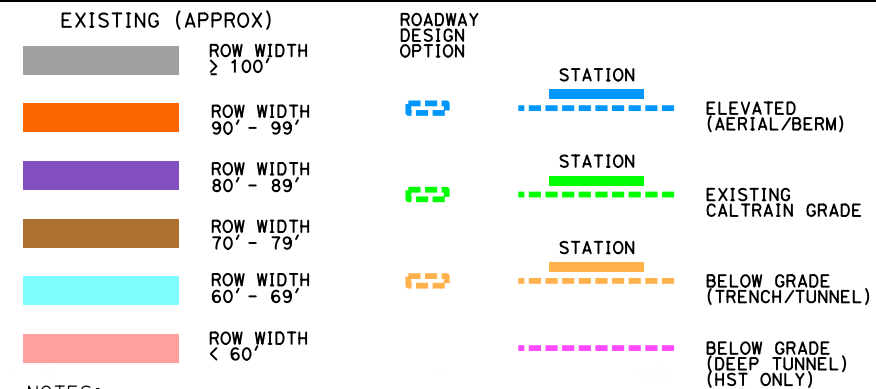 EXISTING (APPROX)
ROW WIDTH
≥ 100'
ROW WIDTH
90' - 99'
ROW WIDTH
80' - 89'
ROW WIDTH
70' - 79'
ROW WIDTH
60' - 69'
ROW WIDTH
< 60'
NOTES:
ROADWAY
DESIGN
OPTION
STATION
ELEVATED
(AERIAL/BERM)
STATION
EXISTING
CALTRAIN GRADE
STATION
BELOW GRADE
(TRENCH/TUNNEL)
BELOW GRADE
(DEEP TUNNEL)
(HST ONLY)